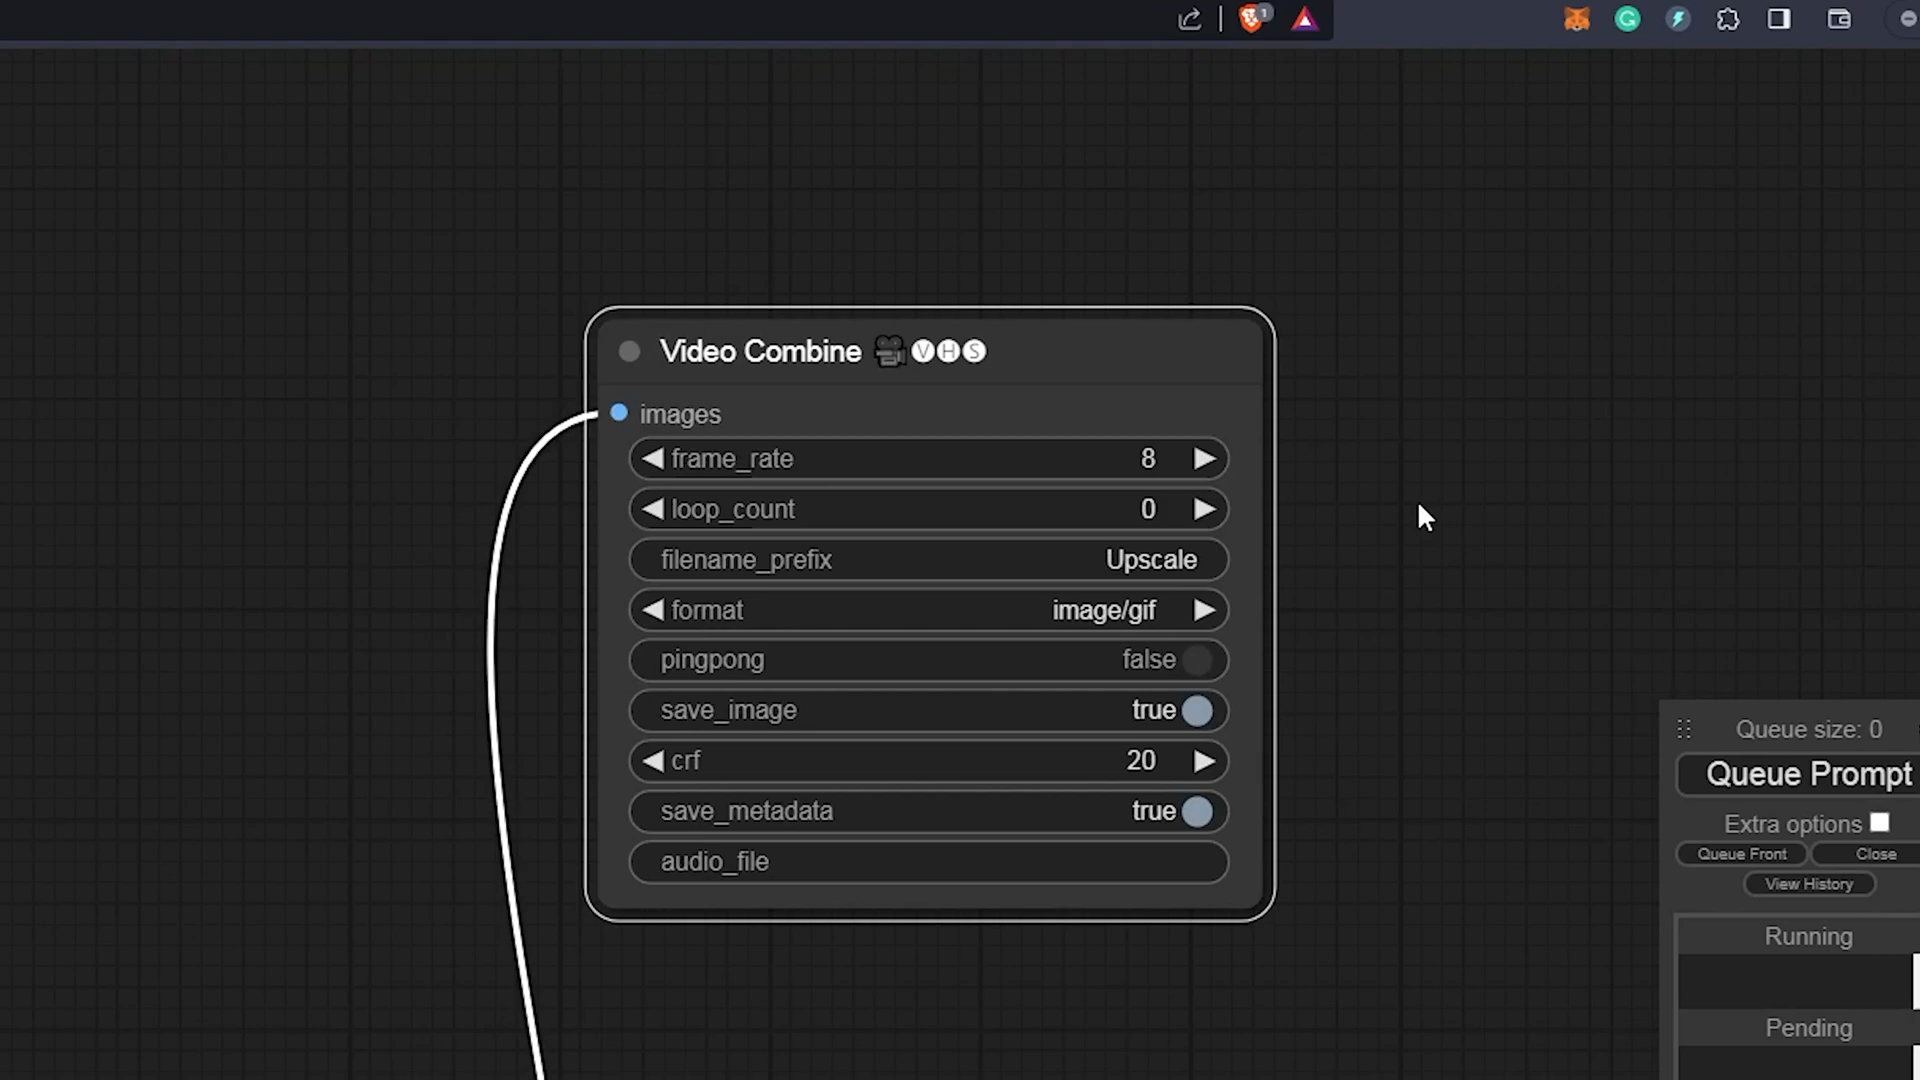 1
Video Combine 🎥🅥🅗🅢
images
frame_rate 8
loop_count 0
filename_prefix Upscale
format image/gif
pingpong false
save_image true
crf 20
save_metadata true
audio_file
Queue size: 0
Queue Prompt
Extra options
Queue Front Close
View History
Running
Pending